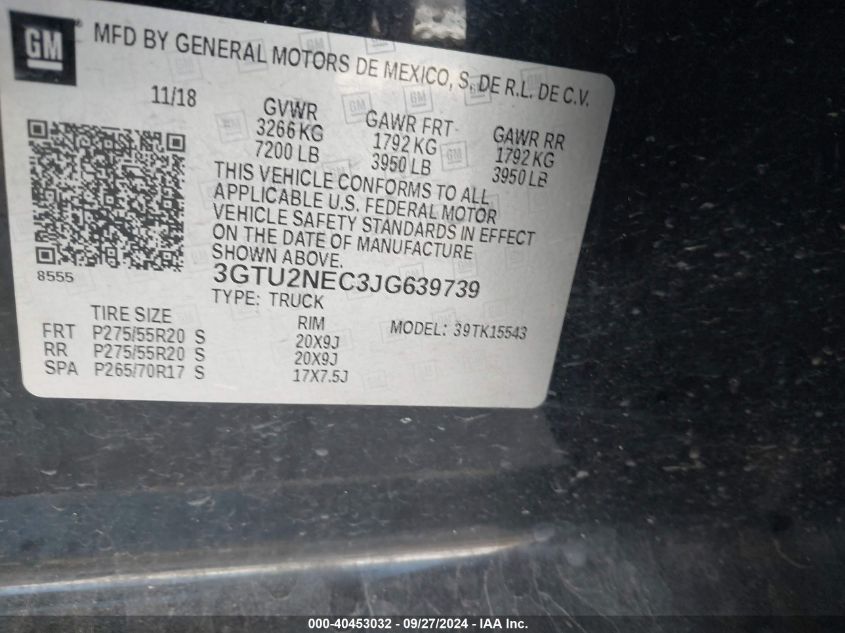 GM
MFD BY GENERAL MOTORS DE MEXICO, S. DE R.L. DE C.V.
11/18 GVWR GAWR FRT GAWR RR
3266 KG 1792 KG 1792 KG
7200 LB 3950 LB 3950 LB
THIS VEHICLE CONFORMS TO ALL
APPLICABLE U.S. FEDERAL MOTOR
VEHICLE SAFETY STANDARDS IN EFFECT
ON THE DATE OF MANUFACTURE
SHOWN ABOVE.
8555
3GTU2NEC3JG639739
TYPE: TRUCK
TIRE SIZE RIM MODEL: 39TK15543
FRT P275/55R20 S 20X9J
RR P275/55R20 S 20X9J
SPA P265/70R17 S 17X7.5J
000-40453032 - 09/27/2024 - IAA Inc.